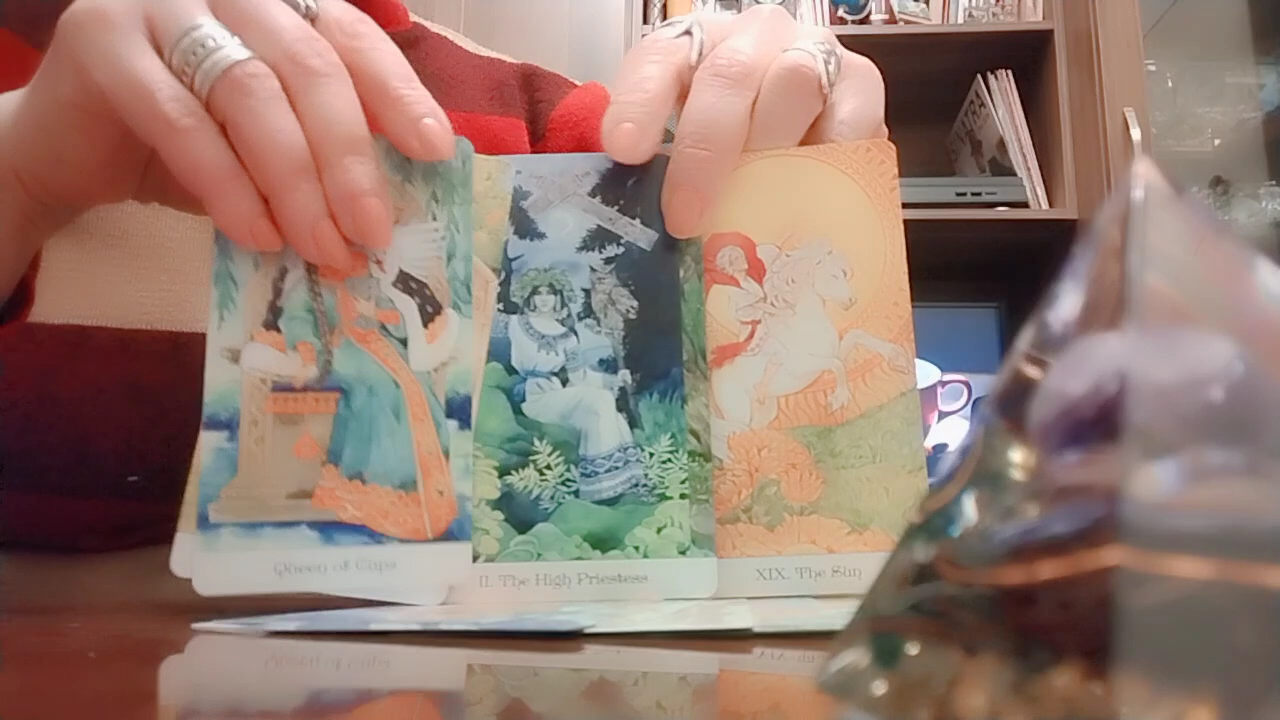 Queen of Cups
II. The High Priestess
XIX. The Sun